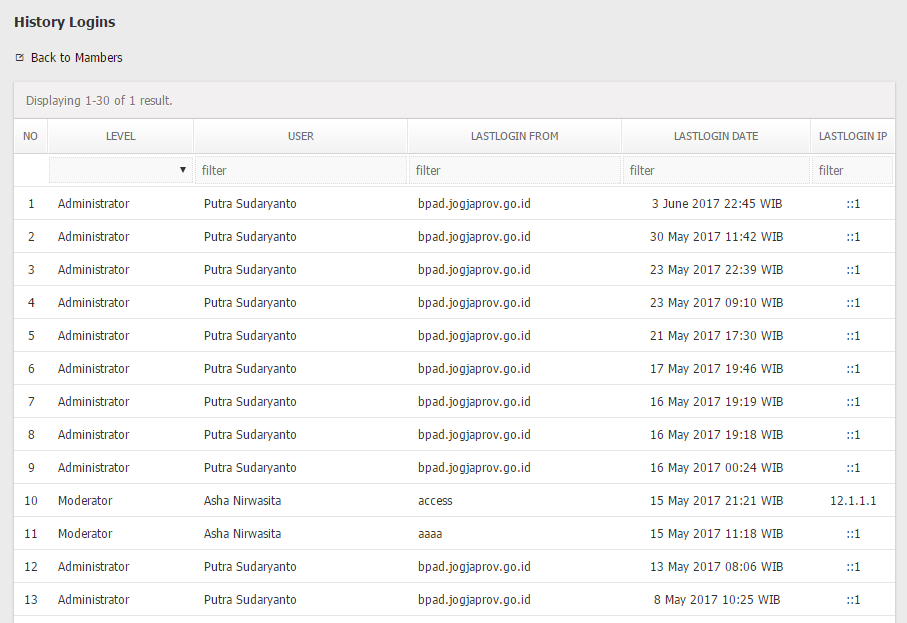 History Logins
Back to Mambers
Displaying 1-30 of 1 result.
NO LEVEL USER LASTLOGIN FROM LASTLOGIN DATE LASTLOGIN IP
filter filter filter filter
1 Administrator Putra Sudaryanto bpad.jogjaprov.go.id 3 June 2017 22:45 WIB ::1
2 Administrator Putra Sudaryanto bpad.jogjaprov.go.id 30 May 2017 11:42 WIB ::1
3 Administrator Putra Sudaryanto bpad.jogjaprov.go.id 23 May 2017 22:39 WIB ::1
4 Administrator Putra Sudaryanto bpad.jogjaprov.go.id 23 May 2017 09:10 WIB ::1
5 Administrator Putra Sudaryanto bpad.jogjaprov.go.id 21 May 2017 17:30 WIB ::1
6 Administrator Putra Sudaryanto bpad.jogjaprov.go.id 17 May 2017 19:46 WIB ::1
7 Administrator Putra Sudaryanto bpad.jogjaprov.go.id 16 May 2017 19:19 WIB ::1
8 Administrator Putra Sudaryanto bpad.jogjaprov.go.id 16 May 2017 19:18 WIB ::1
9 Administrator Putra Sudaryanto bpad.jogjaprov.go.id 16 May 2017 00:24 WIB ::1
10 Moderator Asha Nirwasita access 15 May 2017 21:21 WIB 12.1.1.1
11 Moderator Asha Nirwasita aaaa 15 May 2017 11:18 WIB ::1
12 Administrator Putra Sudaryanto bpad.jogjaprov.go.id 13 May 2017 08:06 WIB ::1
13 Administrator Putra Sudaryanto bpad.jogjaprov.go.id 8 May 2017 10:25 WIB ::1